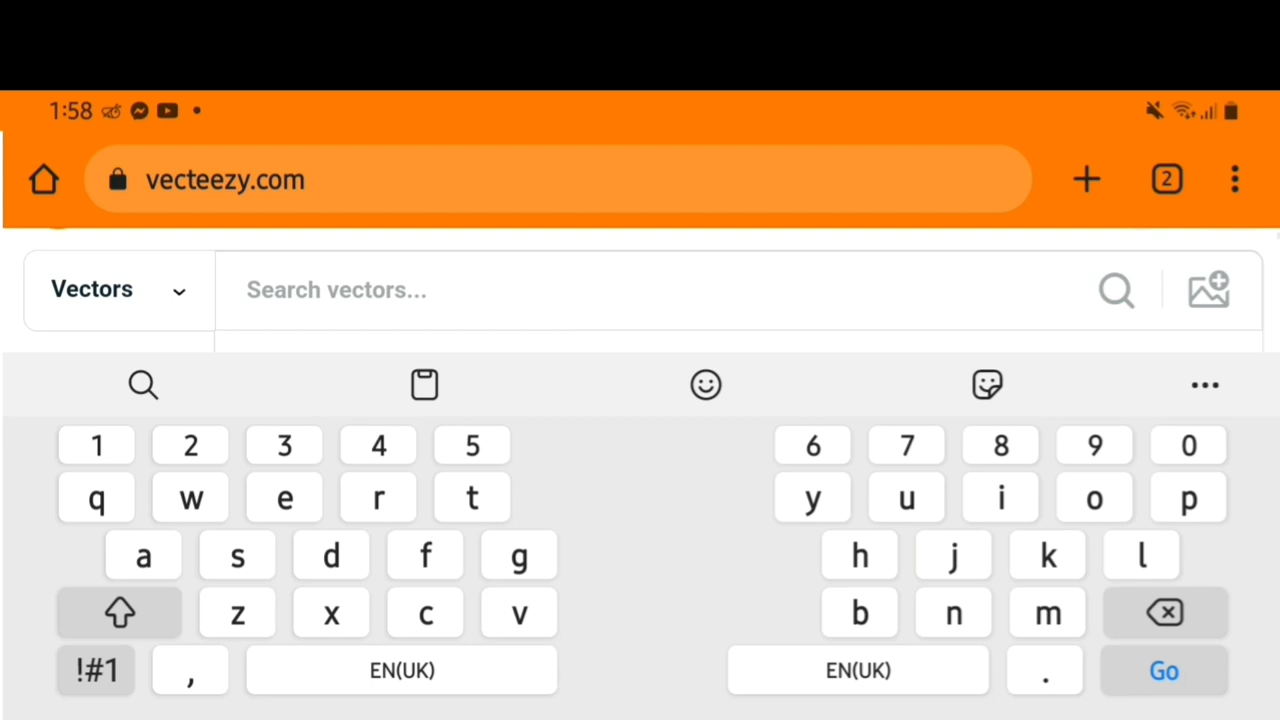 1:58
vecteezy.com
2
Vectors
Search vectors...
1 2 3 4 5 6 7 8 9 0
q w e r t y u i o p
a s d f g h j k l
z x c v b n m
!#1 , EN(UK) EN(UK) . Go